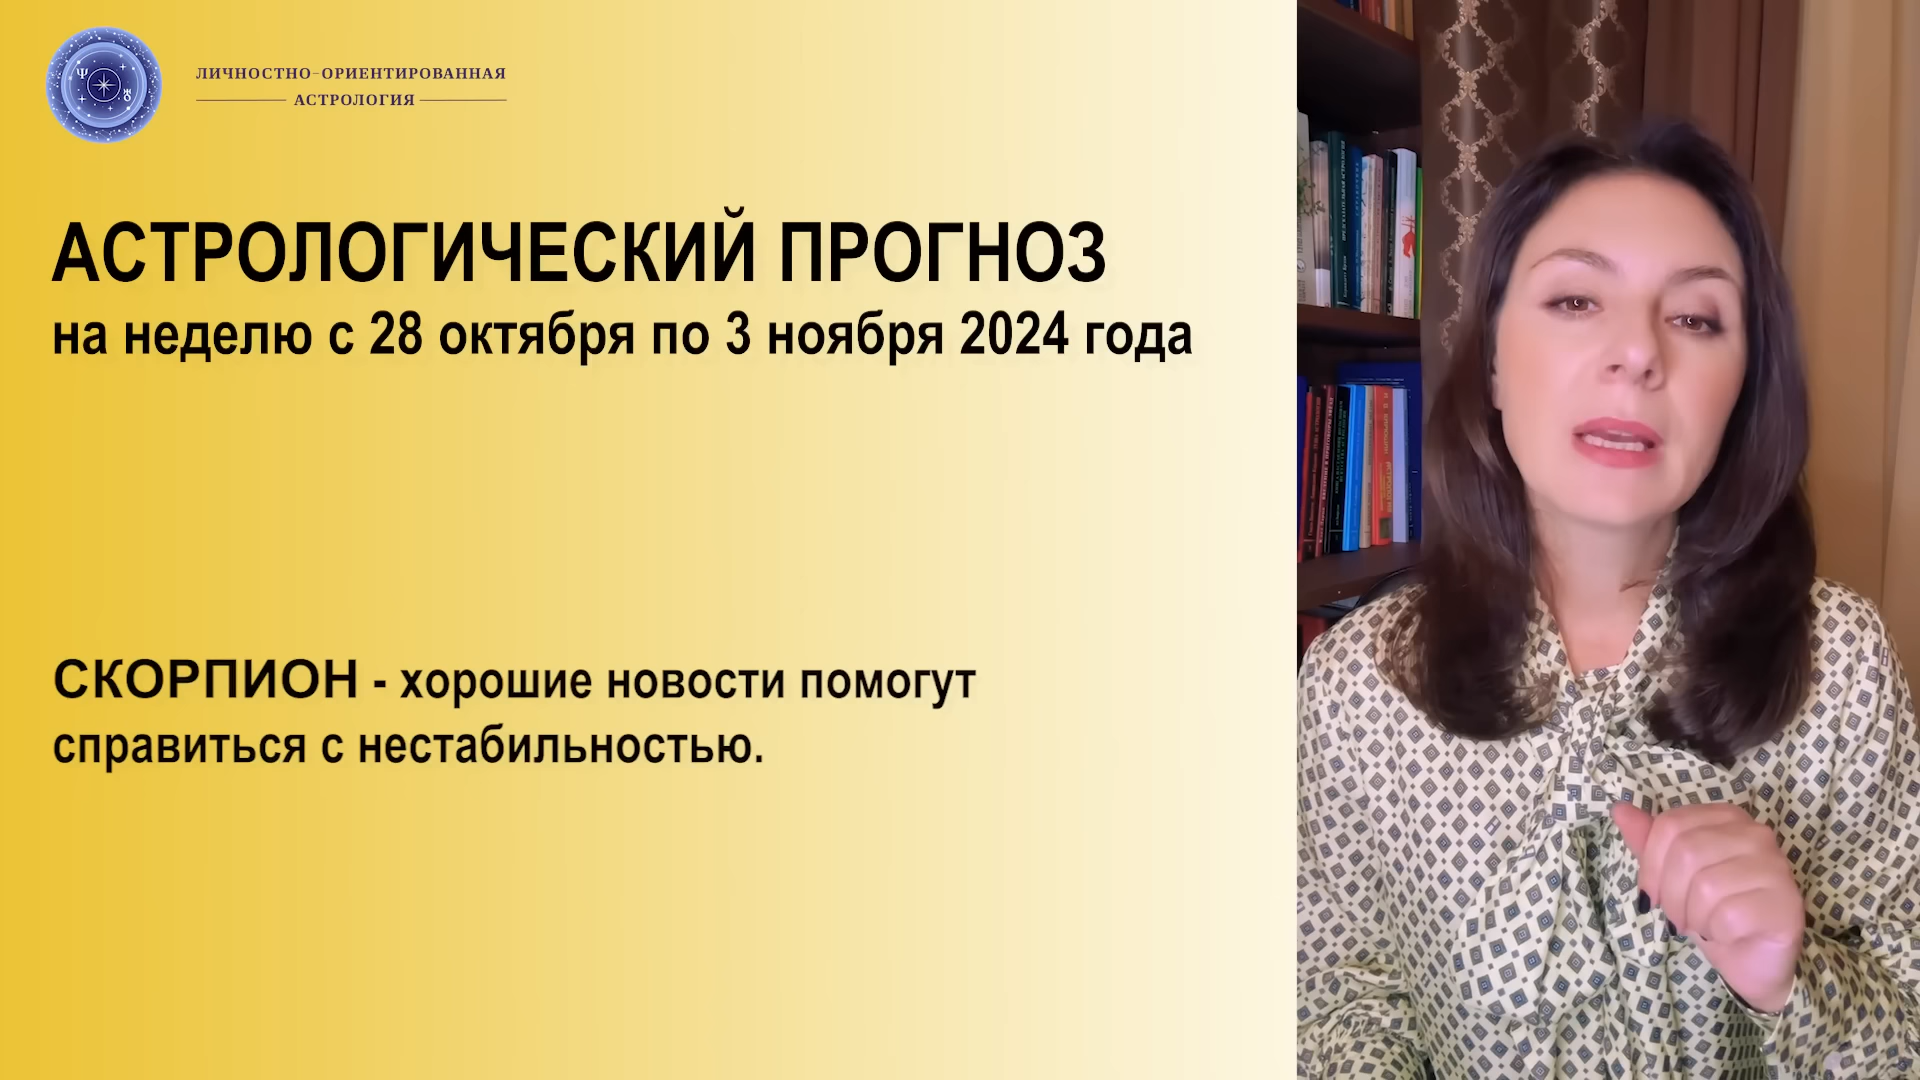 ЛИЧНОСТНО-ОРИЕНТИРОВАННАЯ
АСТРОЛОГИЯ
АСТРОЛОГИЧЕСКИЙ ПРОГНОЗ
на неделю с 28 октября по 3 ноября 2024 года
СКОРПИОН - хорошие новости помогут
справиться с нестабильностью.